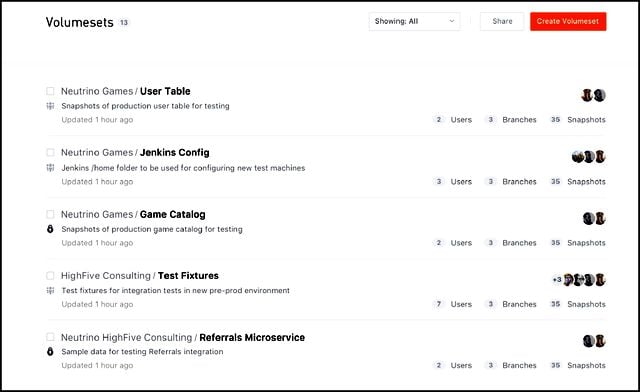 Volumesets 13
Showing: All
Share
Create Volumeset
Neutrino Games / User Table
Snapshots of production user table for testing
Updated 1 hour ago
2 Users 3 Branches 35 Snapshots
Neutrino Games / Jenkins Config
Jenkins /home folder to be used for configuring new test machines
Updated 1 hour ago
3 Users 3 Branches 35 Snapshots
Neutrino Games / Game Catalog
Snapshots of production game catalog for testing
Updated 1 hour ago
2 Users 3 Branches 35 Snapshots
HighFive Consulting / Test Fixtures
+3
Test fixtures for integration tests in new pre-prod environment
Updated 1 hour ago
7 Users 3 Branches 35 Snapshots
Neutrino HighFive Consulting / Referrals Microservice
Sample data for testing Referrals integration
Updated 1 hour ago
2 Users 3 Branches 35 Snapshots